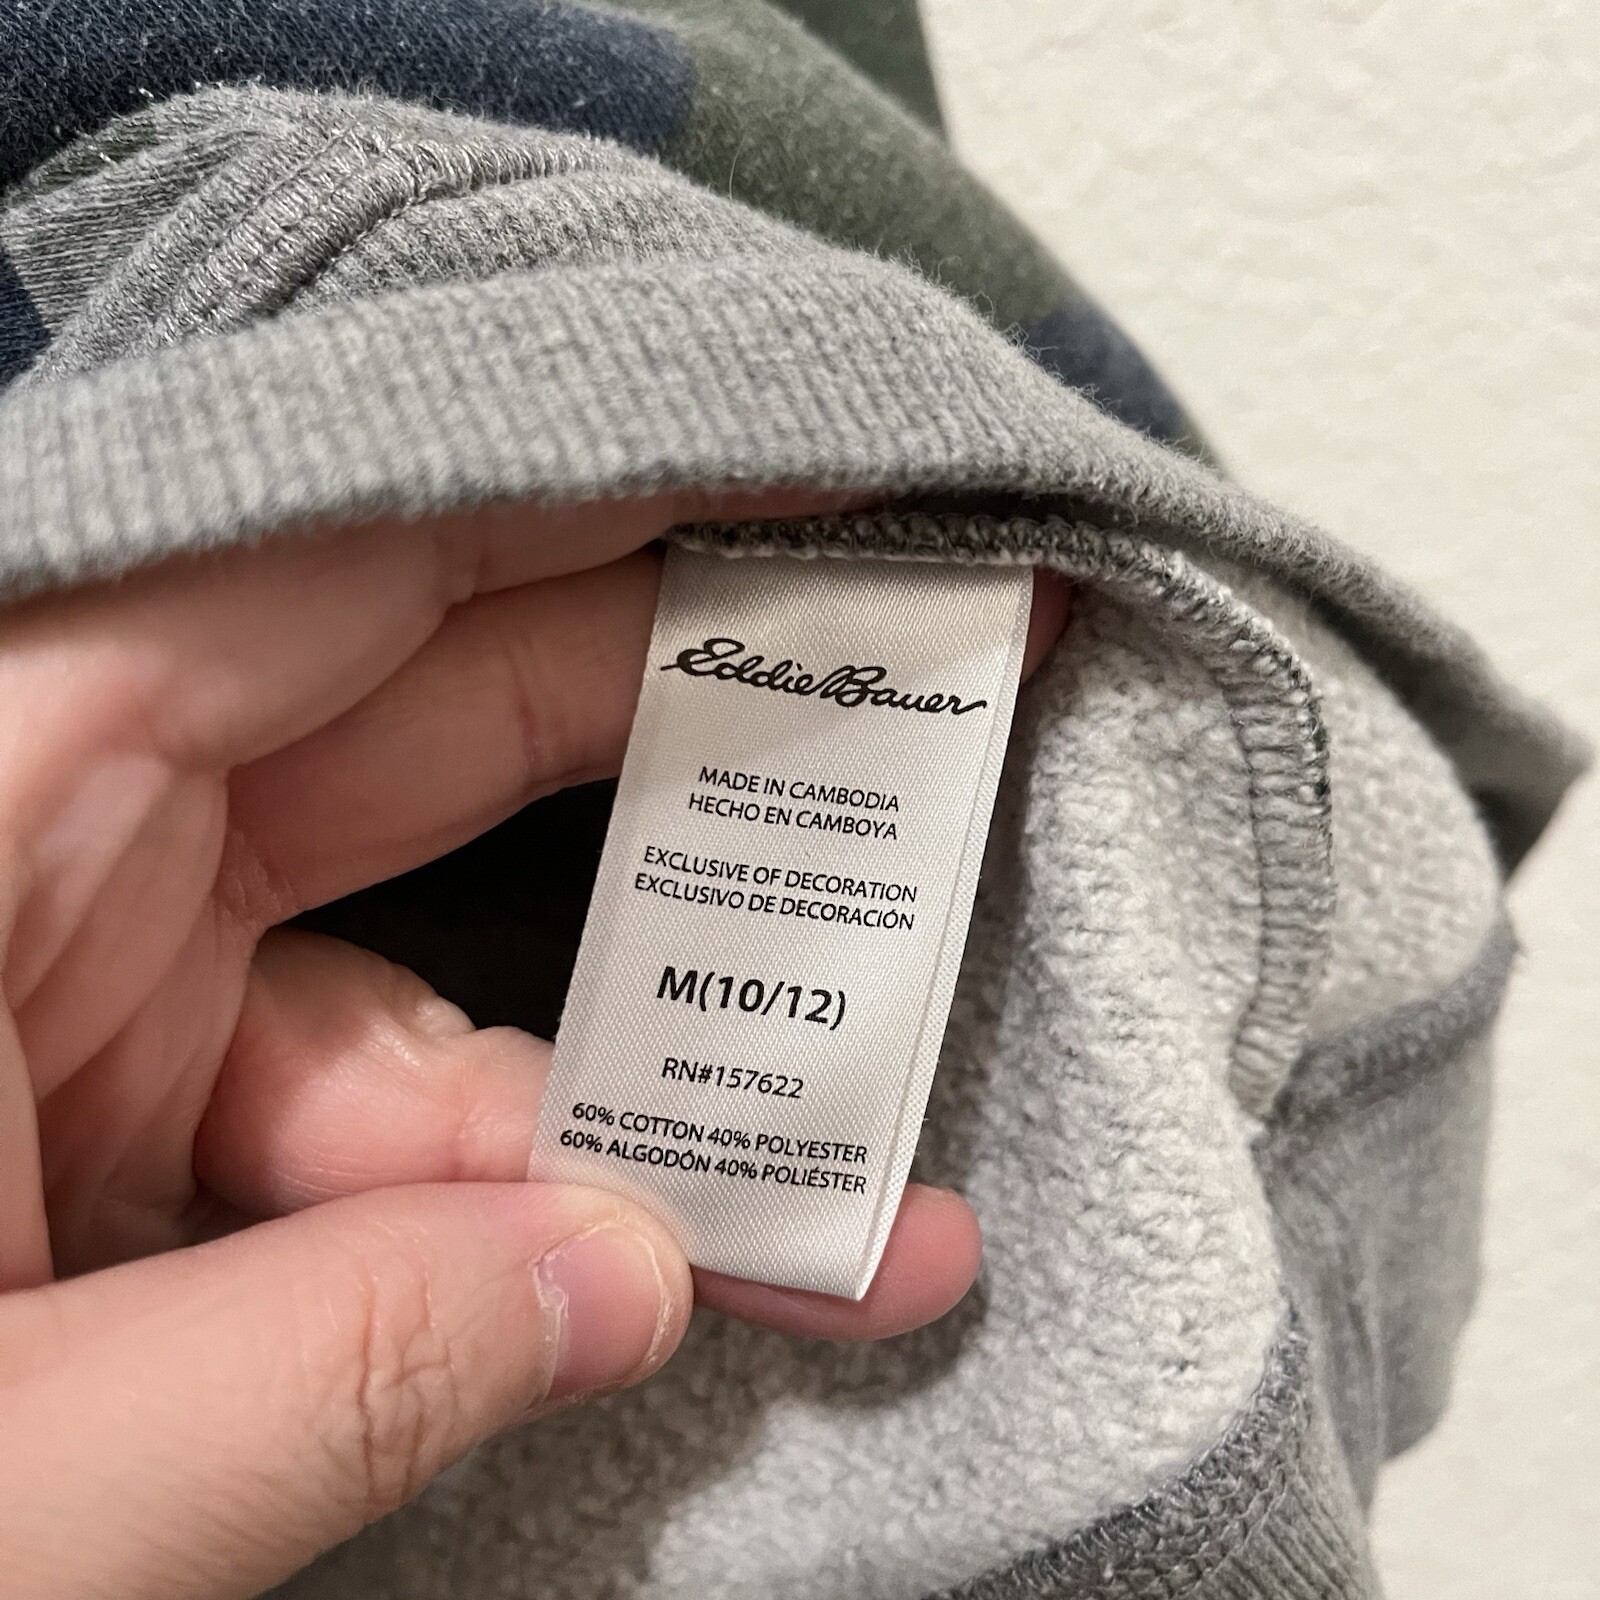 Eddie Bauer
MADE IN CAMBODIA
HECHO EN CAMBOYA
EXCLUSIVE OF DECORATION
EXCLUSIVO DE DECORACIÓN
M(10/12)
RN#157622
60% COTTON 40% POLYESTER
60% ALGODÓN 40% POLIÉSTER